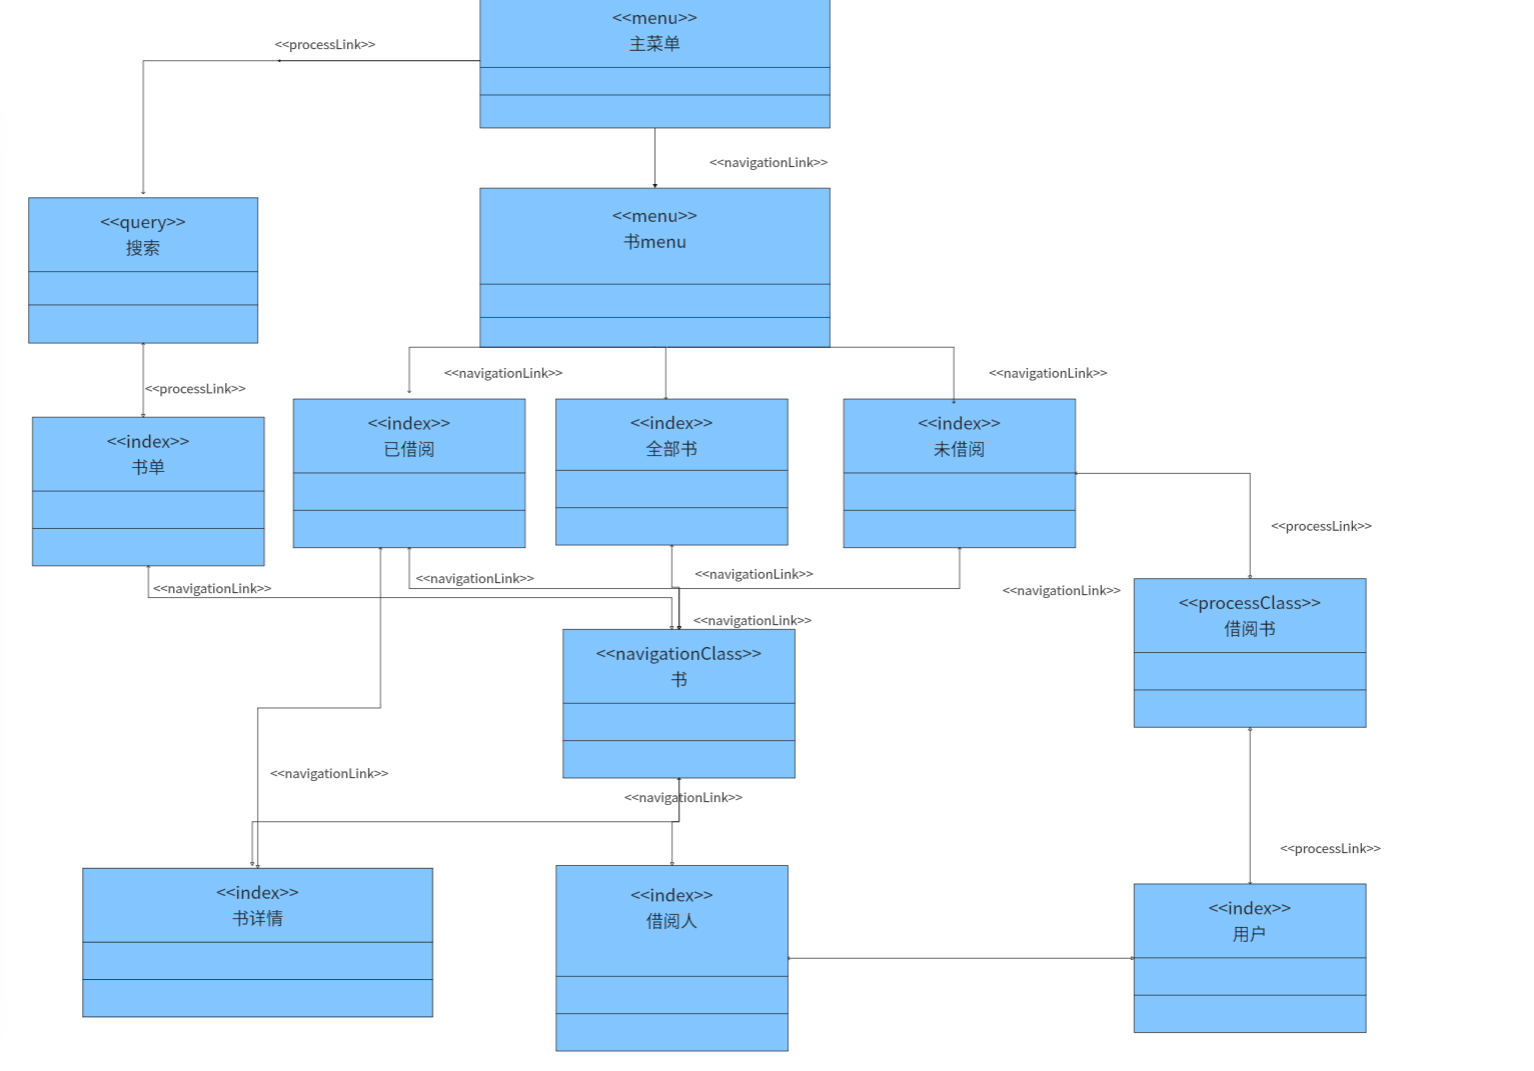 <<menu>>
主菜单
<<processLink>>
<<navigationLink>>
<<query>>
搜索
<<menu>>
书menu
<<processLink>>
<<navigationLink>>
<<navigationLink>>
<<index>>
书单
<<index>>
已借阅
<<index>>
全部书
<<index>>
未借阅
<<processLink>>
<<navigationLink>>
<<navigationLink>>
<<navigationLink>>
<<navigationLink>>
<<navigationLink>>
<<processClass>>
借阅书
<<navigationClass>>
书
<<navigationLink>>
<<navigationLink>>
<<processLink>>
<<index>>
书详情
<<index>>
借阅人
<<index>>
用户